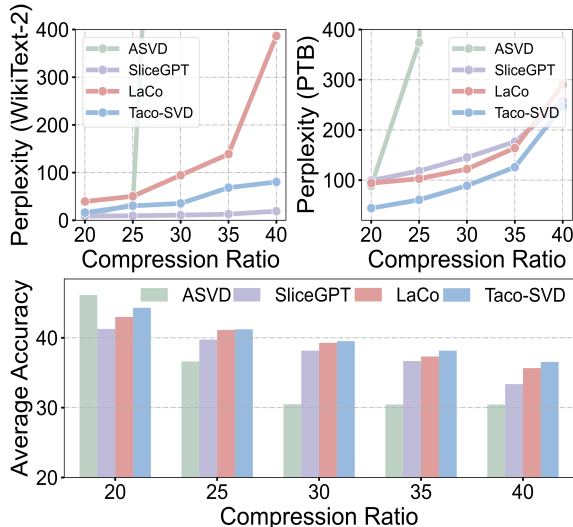 Perplexity (WikiText-2)
400
300
200
100
0
20 25 30 35 40
Compression Ratio
ASVD
SliceGPT
LaCo
Taco-SVD
Perplexity (PTB)
400
300
200
100
20 25 30 35 40
Compression Ratio
ASVD
SliceGPT
LaCo
Taco-SVD
Average Accuracy
40
30
20
ASVD SliceGPT LaCo Taco-SVD
20 25 30 35 40
Compression Ratio